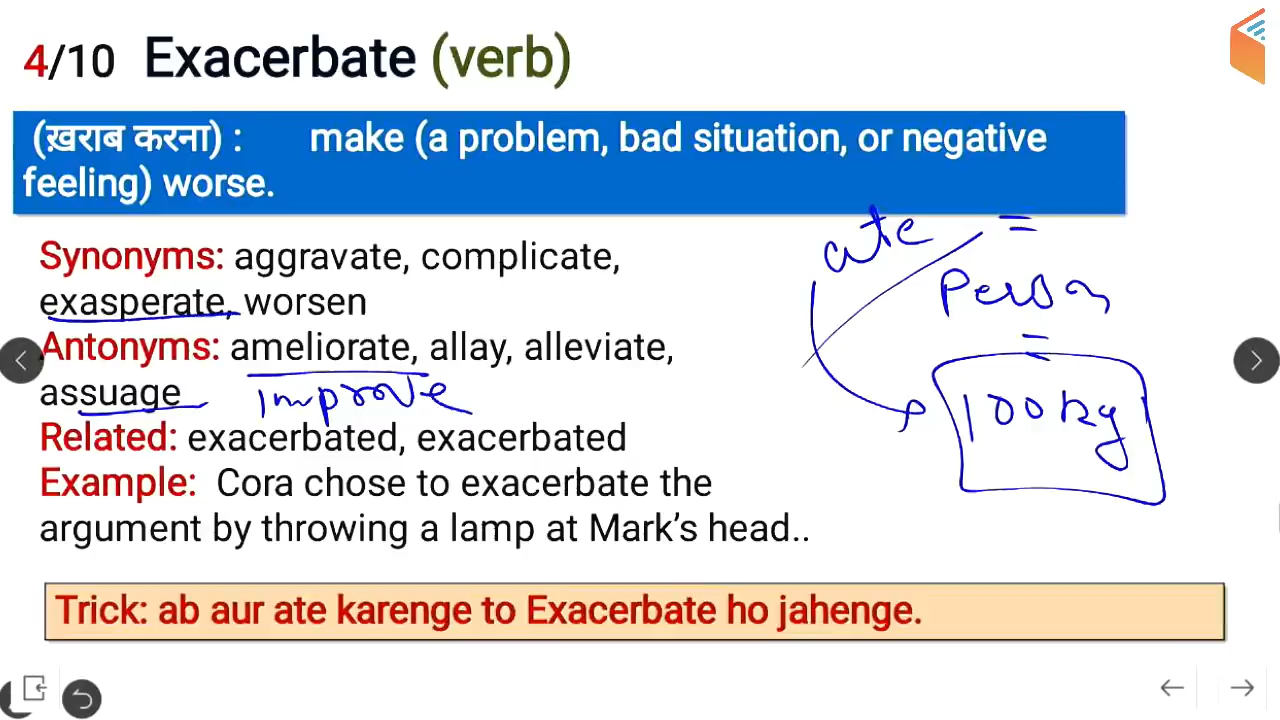 4/10 Exacerbate (verb)
(ख़राब करना) : make (a problem, bad situation, or negative
feeling) worse.
Synonyms: aggravate, complicate,
exasperate, worsen
Antonyms: ameliorate, allay, alleviate,
assuage improve
Related: exacerbated, exacerbated
Example: Cora chose to exacerbate the
argument by throwing a lamp at Mark’s head..
ate =
Person
=
100kg
Trick: ab aur ate karenge to Exacerbate ho jahenge.